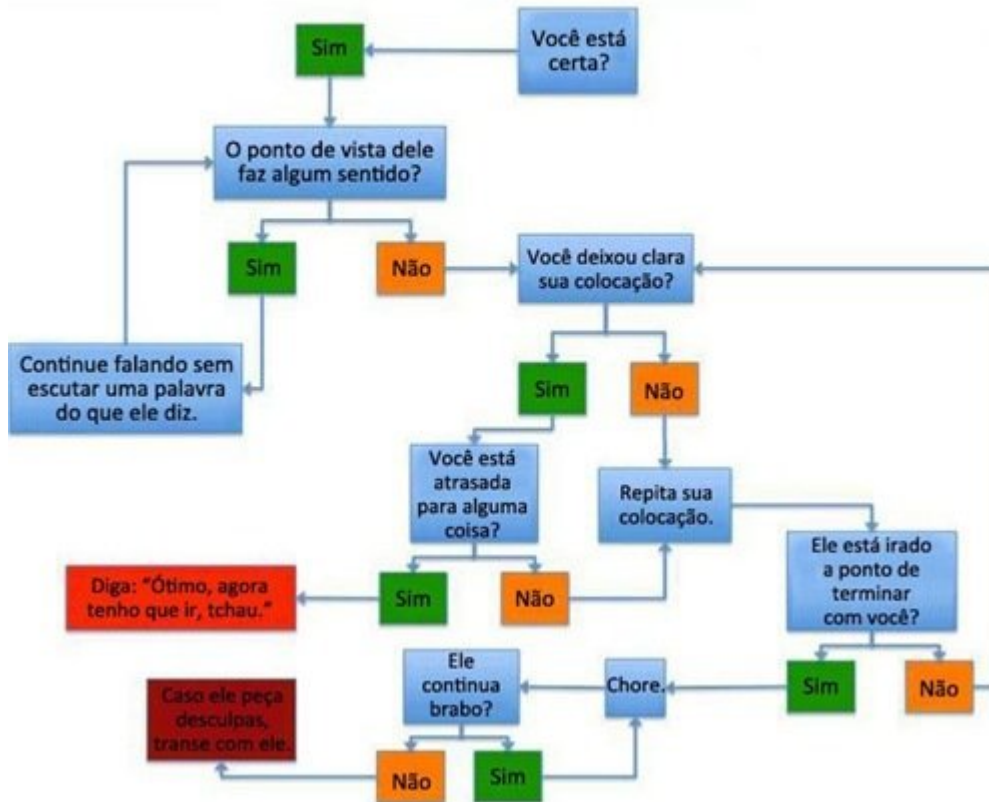 Você está
certa?
Sim
O ponto de vista dele
faz algum sentido?
Sim
Não
Continue falando sem
escutar uma palavra
do que ele diz.
Você deixou clara
sua colocação?
Sim
Não
Você está
atrasada
para alguma
coisa?
Repita sua
colocação.
Sim
Não
Diga: “Ótimo, agora
tenho que ir, tchau.”
Ele está irado
a ponto de
terminar
com você?
Sim
Não
Chore.
Ele
continua
brabo?
Não
Sim
Caso ele peça
desculpas,
transe com ele.